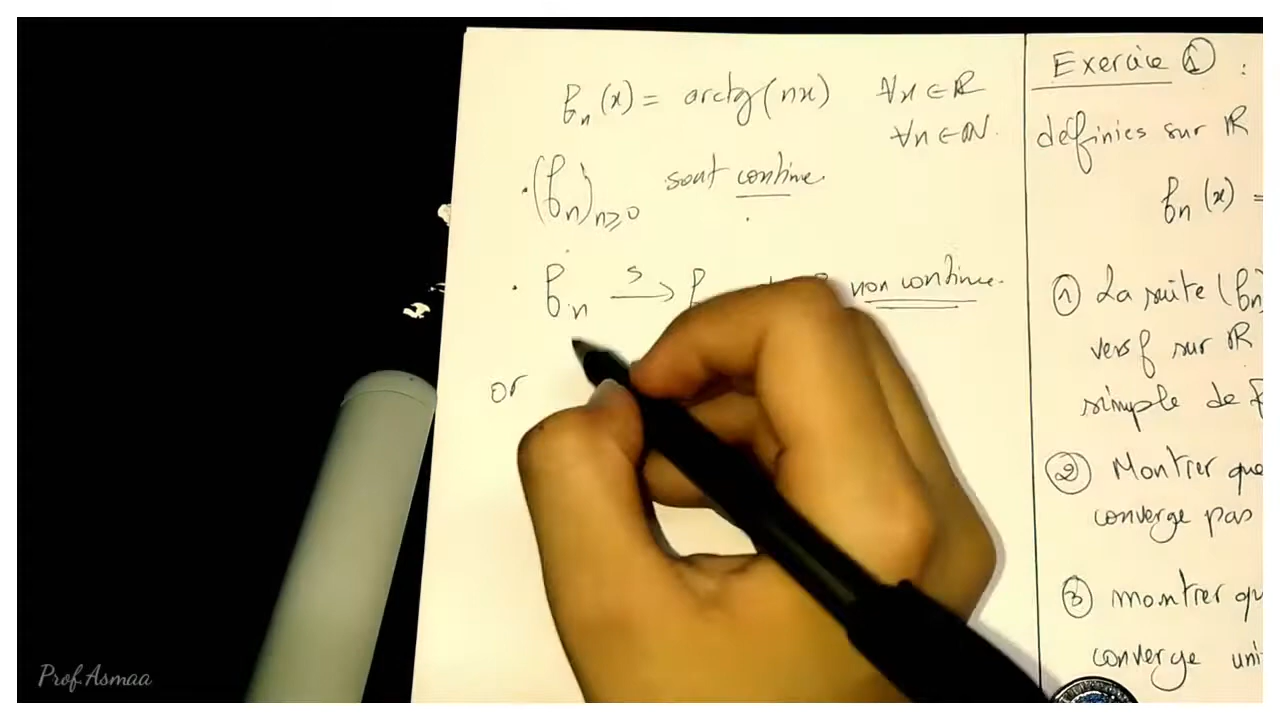 fn(x) = arctg(nx) ∀x ∈ ℝ
∀n ∈ ℕ.
· (fn)n≥0 sont continue.
· fn —s→ f non continue.
or
Exercice ① :
définies sur ℝ
fn(x) =
① La suite (fn
vers f sur ℝ
simple de f
② Montrer que
converge pas
③ montrer qu
converge uni
Prof.Asmaa